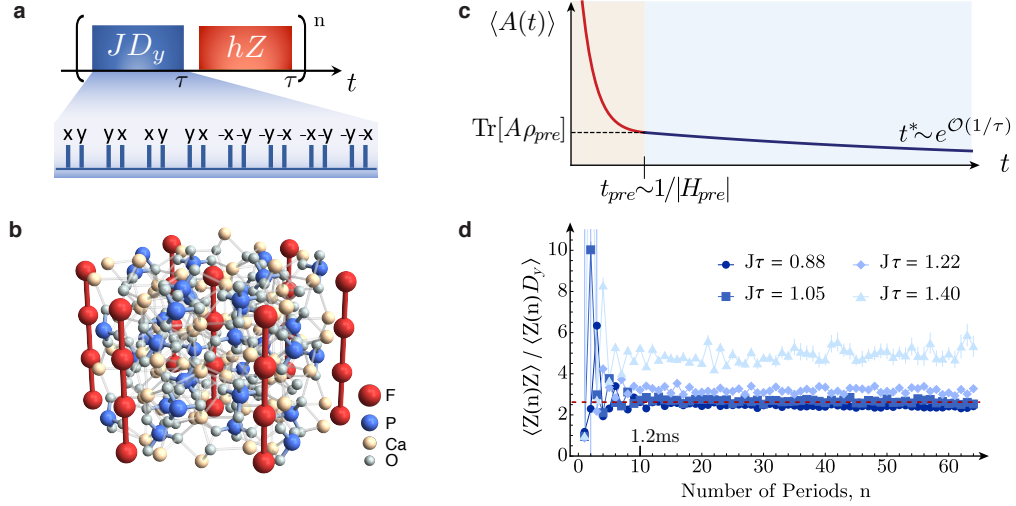 a
n
JD_y hZ
τ τ t
x y y x x y y x -x -y -y -x -x -y -y -x
b
F
P
Ca
O
c
⟨A(t)⟩
Tr[Aρ_pre]
t*~e^O(1/τ)
t
t_pre~1/|H_pre|
d
⟨Z(n)Z⟩ / ⟨Z(n)D_y⟩
10
8
6
4
2
0
Jτ = 0.88 Jτ = 1.22
Jτ = 1.05 Jτ = 1.40
1.2ms
0 10 20 30 40 50 60
Number of Periods, n